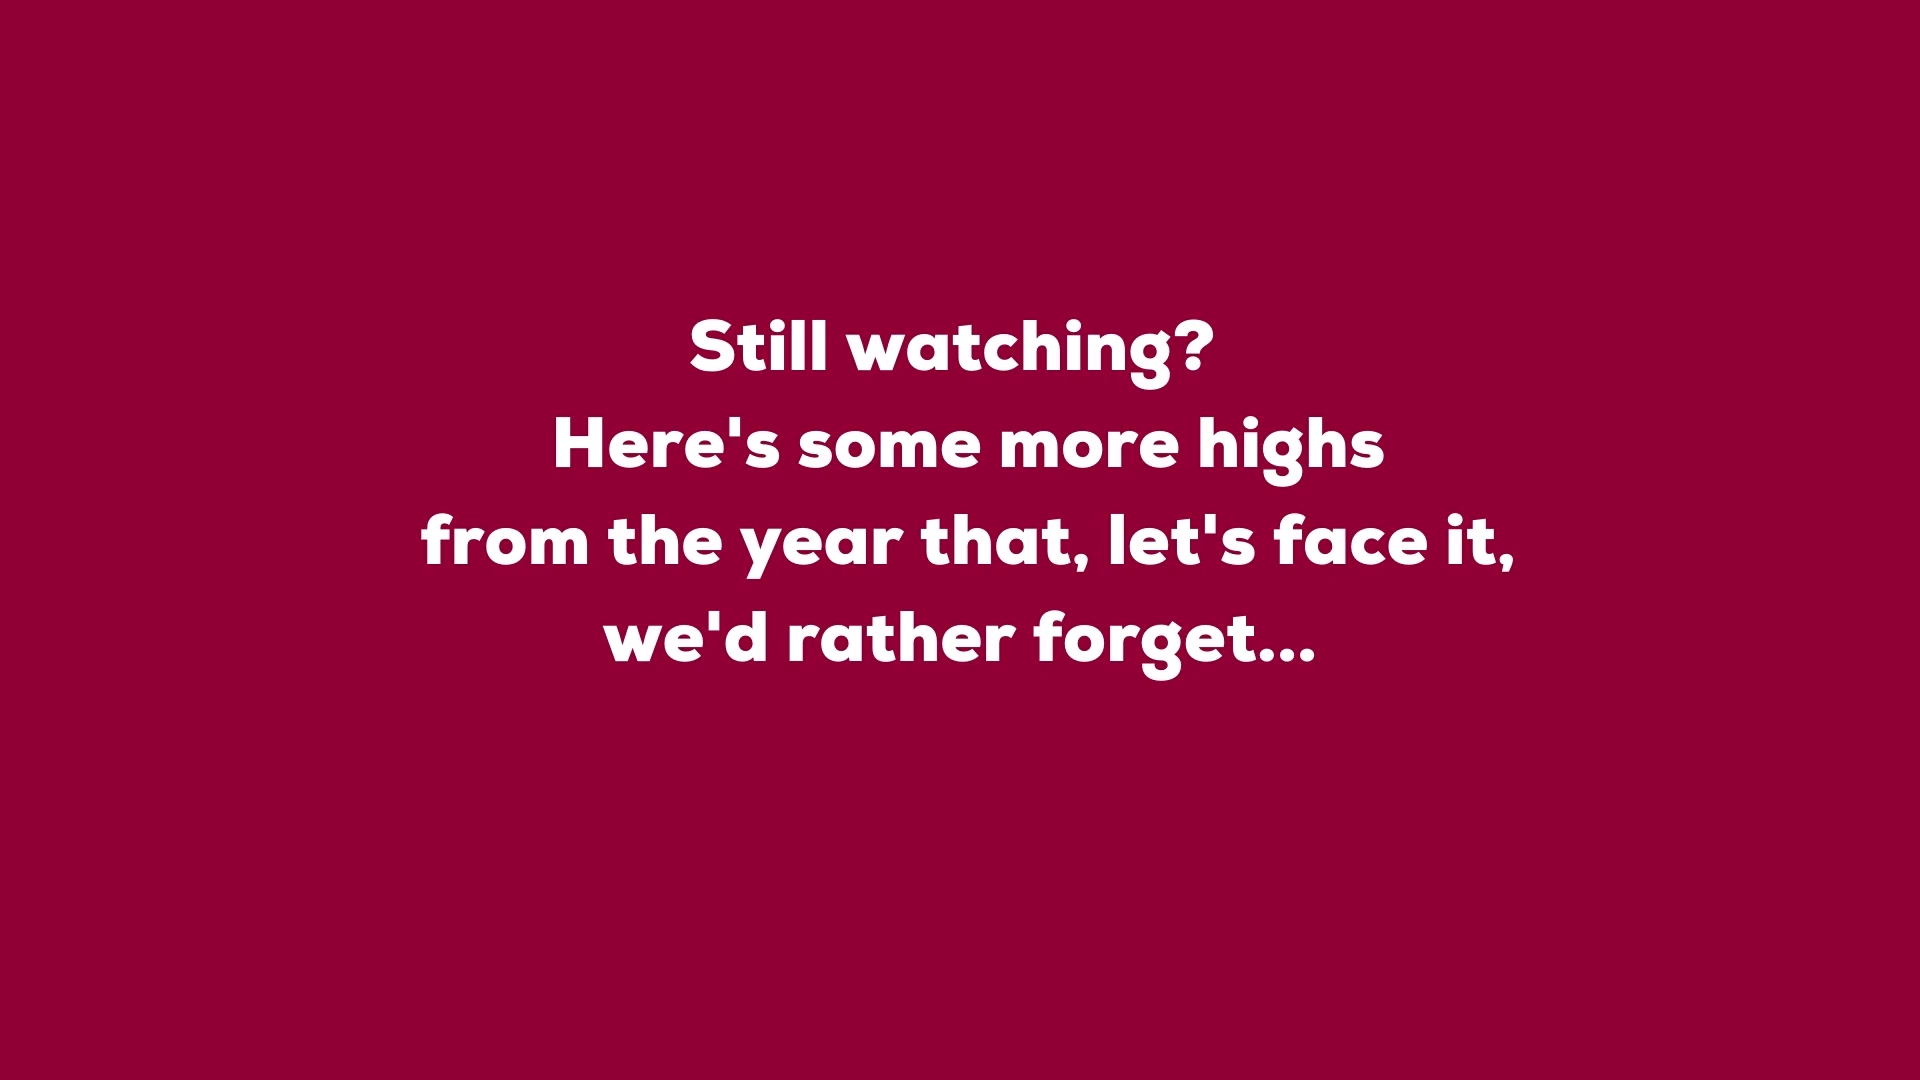 Still watching?
Here's some more highs
from the year that, let's face it,
we'd rather forget...